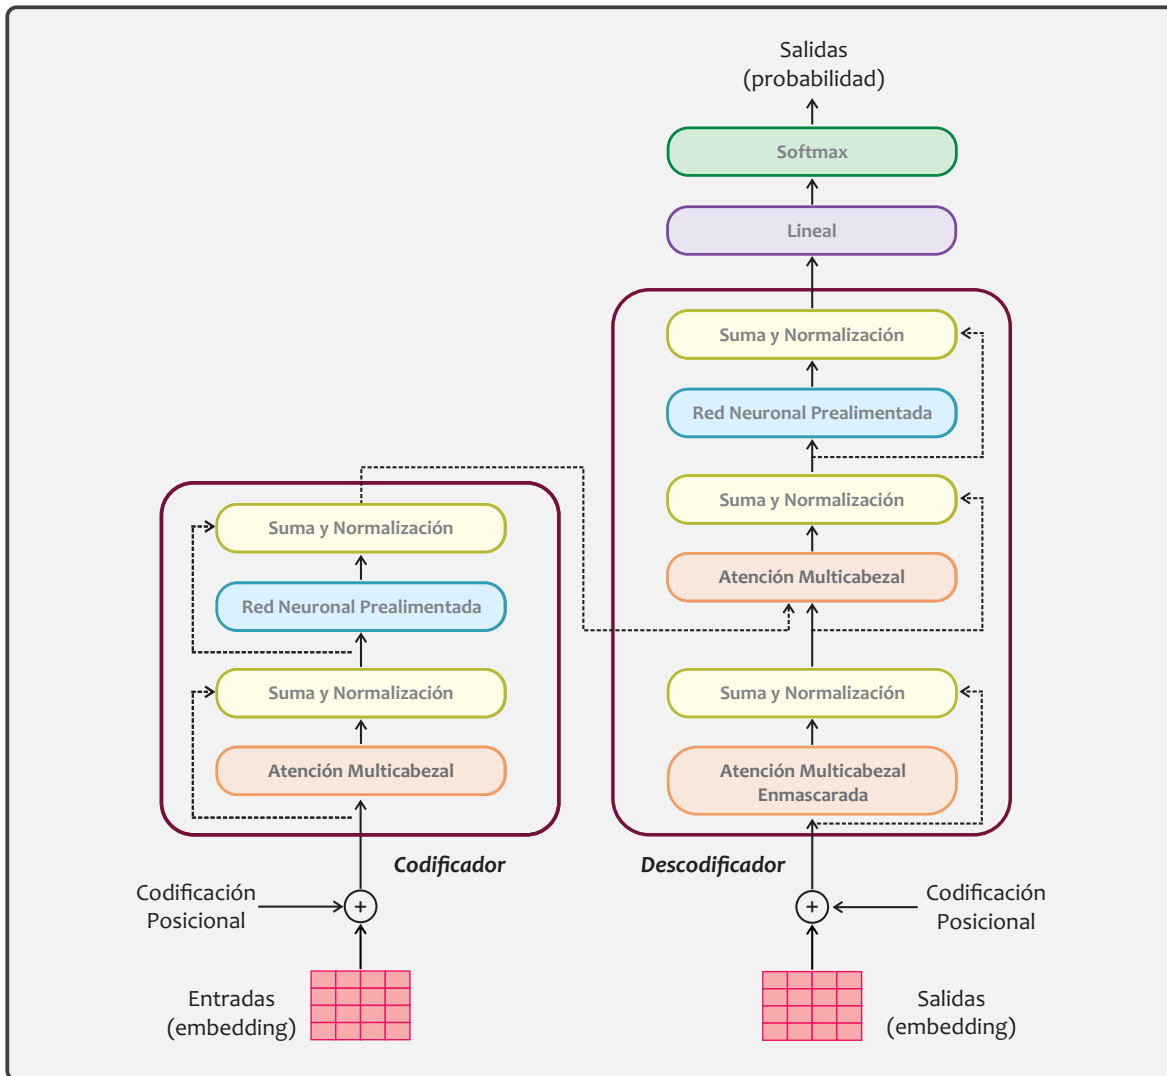 Salidas
(probabilidad)
Softmax
Lineal
Suma y Normalización
Red Neuronal Prealimentada
Suma y Normalización
Atención Multicabezal
Suma y Normalización
Atención Multicabezal
Enmascarada
Descodificador
Codificación
Posicional
+
Salidas
(embedding)
Suma y Normalización
Red Neuronal Prealimentada
Suma y Normalización
Atención Multicabezal
Codificador
Codificación
Posicional
+
Entradas
(embedding)